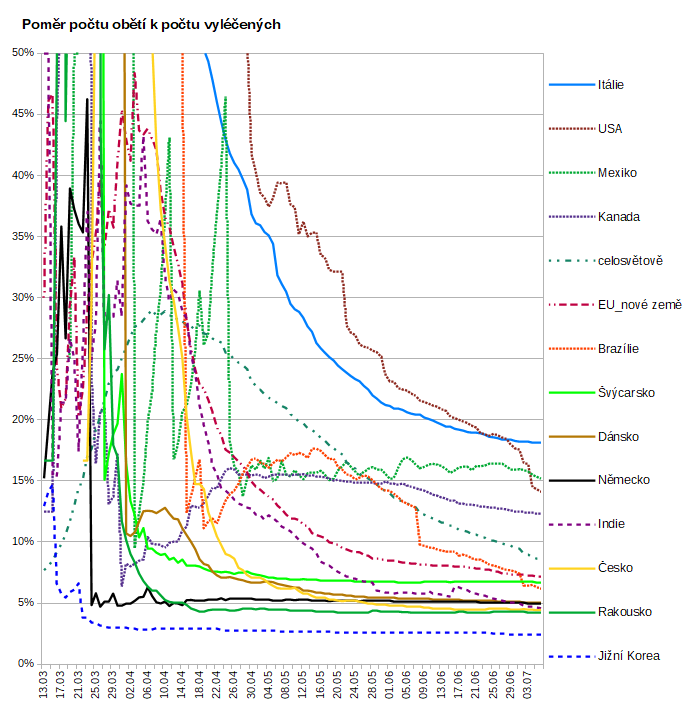 Poměr počtu obětí k počtu vyléčených
50%
45%
40%
35%
30%
25%
20%
15%
10%
5%
0%
13.03
17.03
21.03
25.03
29.03
02.04
06.04
10.04
14.04
18.04
22.04
26.04
30.04
04.05
08.05
12.05
16.05
20.05
24.05
28.05
01.06
05.06
09.06
13.06
17.06
21.06
25.06
29.06
03.07
Itálie
USA
Mexiko
Kanada
celosvětově
EU_nové země
Brazílie
Švýcarsko
Dánsko
Německo
Indie
Česko
Rakousko
Jižní Korea